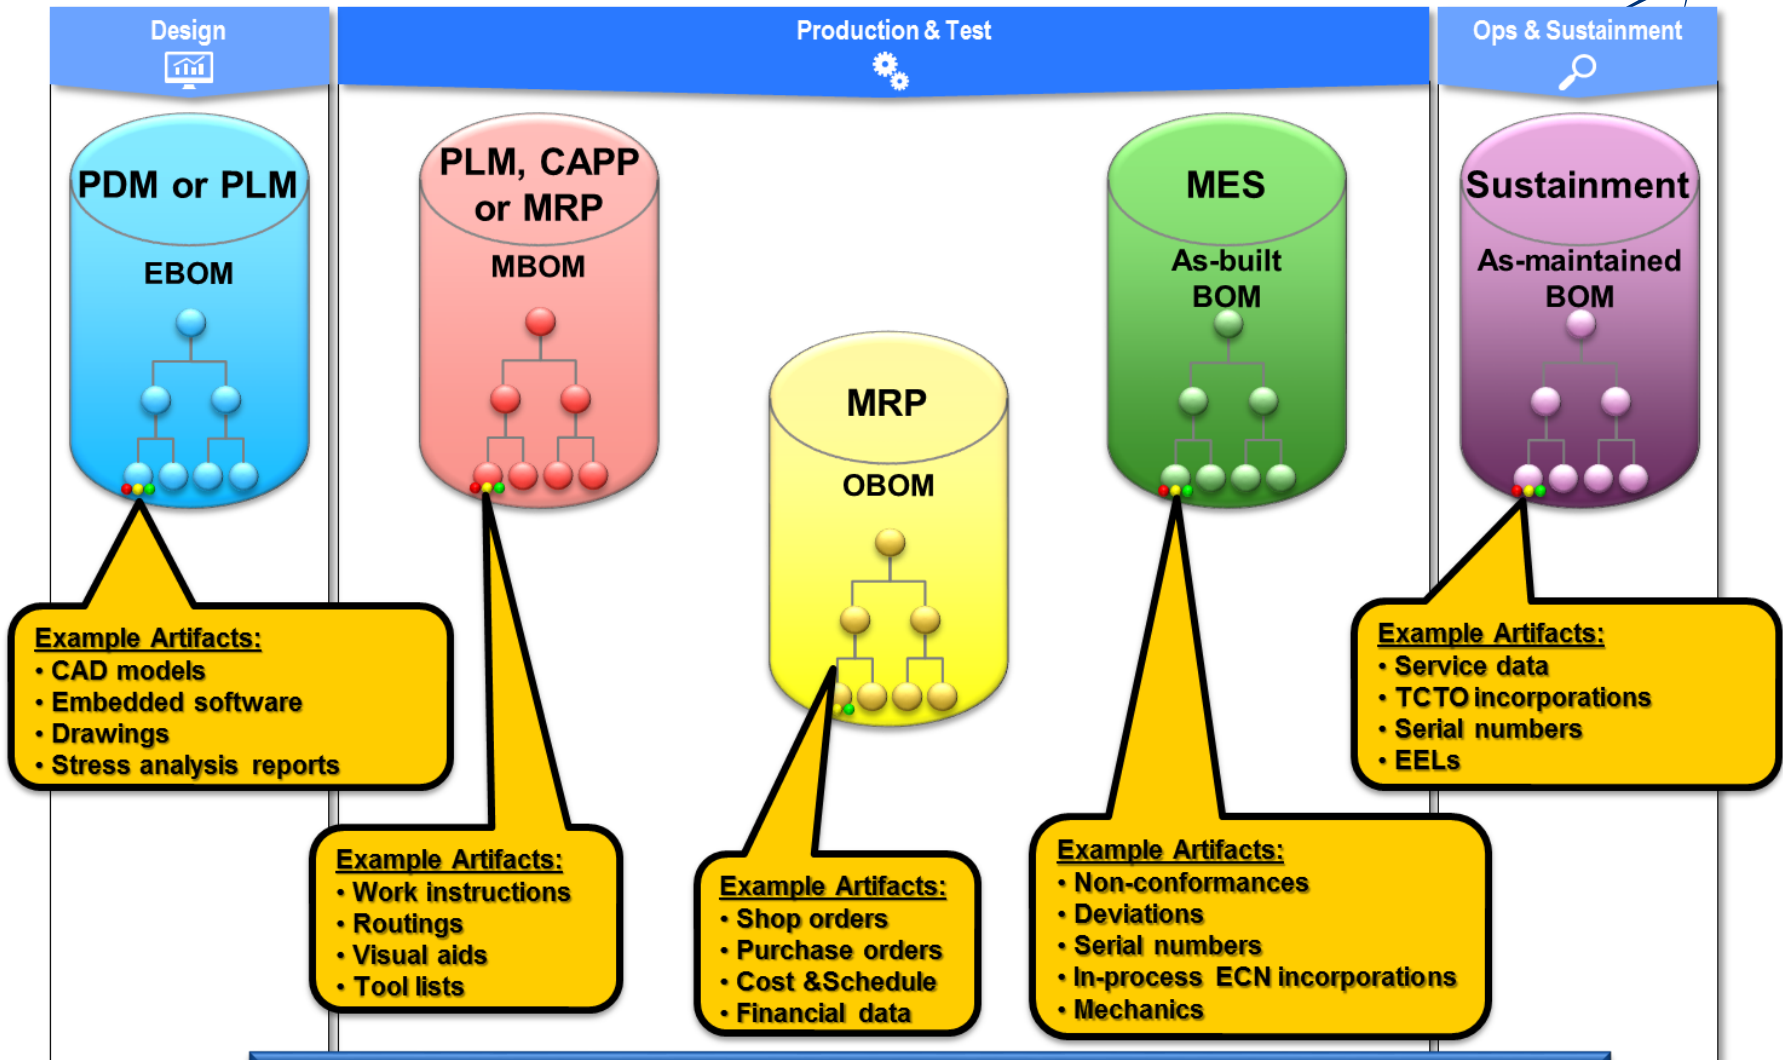 Design
Production & Test
Ops & Sustainment
PDM or PLM
EBOM
PLM, CAPP
or MRP
MBOM
MRP
OBOM
MES
As-built
BOM
Sustainment
As-maintained
BOM
Example Artifacts:
• CAD models
• Embedded software
• Drawings
• Stress analysis reports
Example Artifacts:
• Work instructions
• Routings
• Visual aids
• Tool lists
Example Artifacts:
• Shop orders
• Purchase orders
• Cost &Schedule
• Financial data
Example Artifacts:
• Non-conformances
• Deviations
• Serial numbers
• In-process ECN incorporations
• Mechanics
Example Artifacts:
• Service data
• TCTO incorporations
• Serial numbers
• EELs